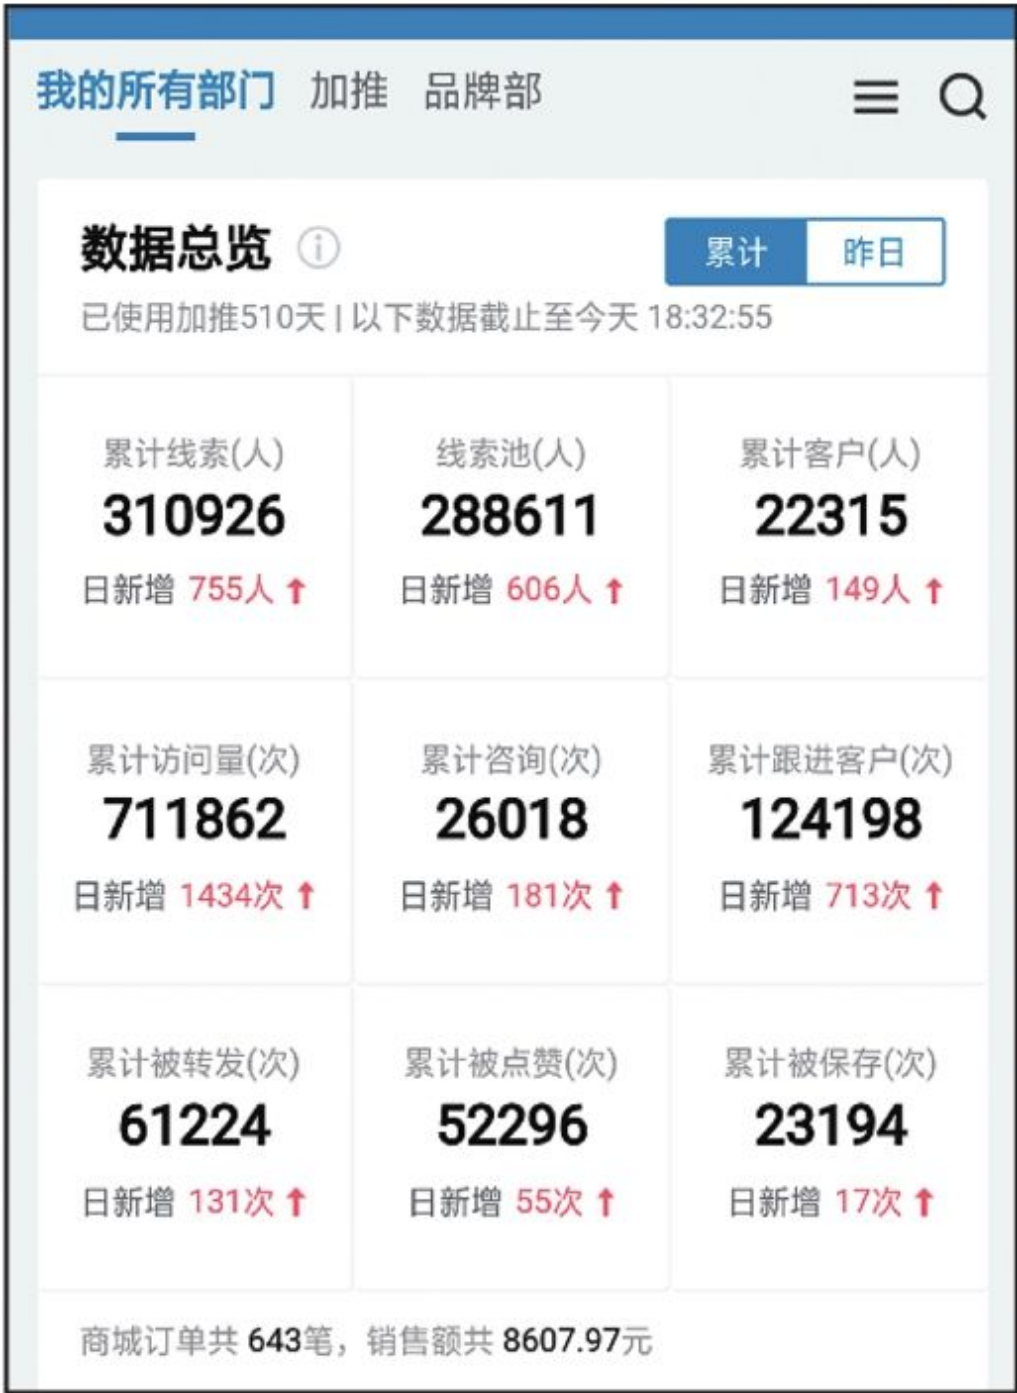 我的所有部门 加推 品牌部
数据总览 累计 昨日
已使用加推510天 | 以下数据截止至今天 18:32:55
累计线索(人) 线索池(人) 累计客户(人)
310926 288611 22315
日新增 755人 ↑ 日新增 606人 ↑ 日新增 149人 ↑
累计访问量(次) 累计咨询(次) 累计跟进客户(次)
711862 26018 124198
日新增 1434次 ↑ 日新增 181次 ↑ 日新增 713次 ↑
累计被转发(次) 累计被点赞(次) 累计被保存(次)
61224 52296 23194
日新增 131次 ↑ 日新增 55次 ↑ 日新增 17次 ↑
商城订单共 643笔，销售额共 8607.97元